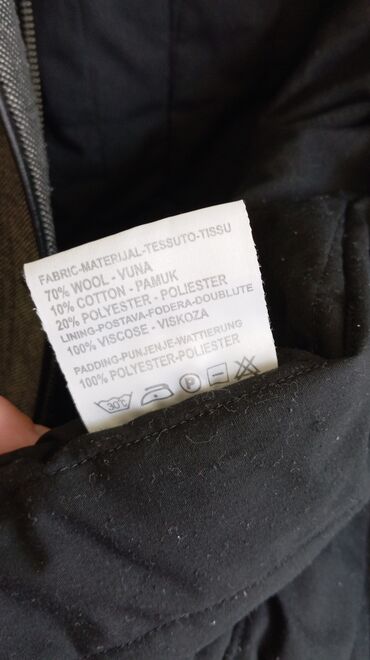 FABRIC-MATERIJAL-TESSUTO-TISSU
70% WOOL - VUNA
10% COTTON - PAMUK
20% POLYESTER - POLIESTER
LINING-POSTAVA-FODERA-DOUBLUTE
100% VISCOSE - VISKOZA
PADDING-PUNJENJE-WATTIERUNG
100% POLYESTER-POLIESTER
30°C P